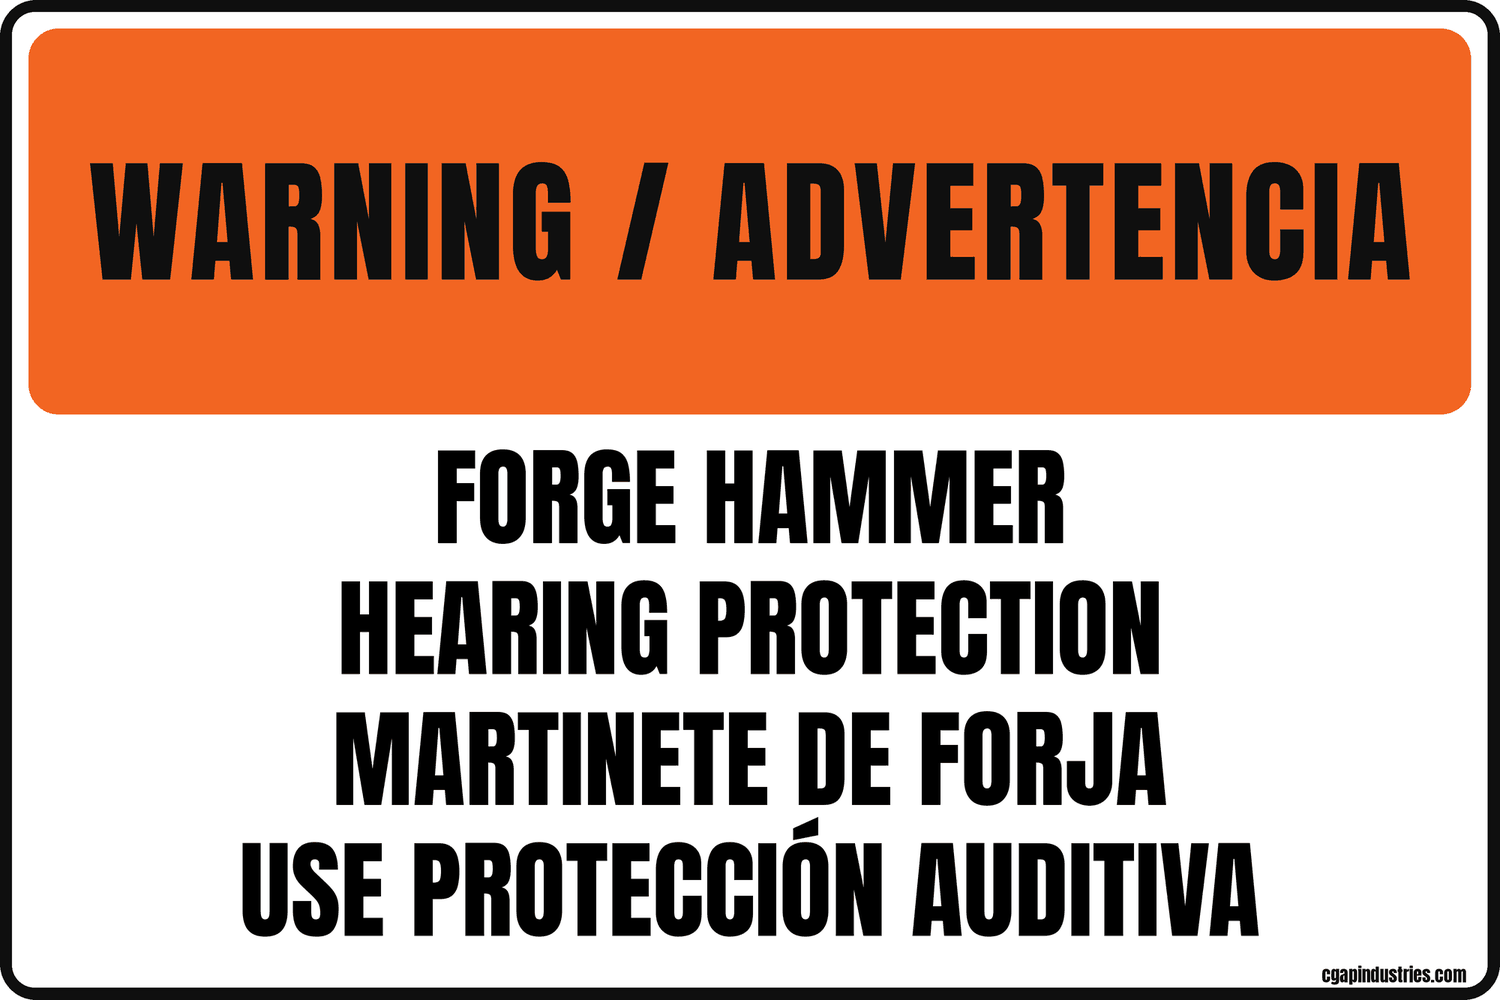 WARNING / ADVERTENCIA
FORGE HAMMER
HEARING PROTECTION
MARTINETE DE FORJA
USE PROTECCIÓN AUDITIVA
cgapindustries.com